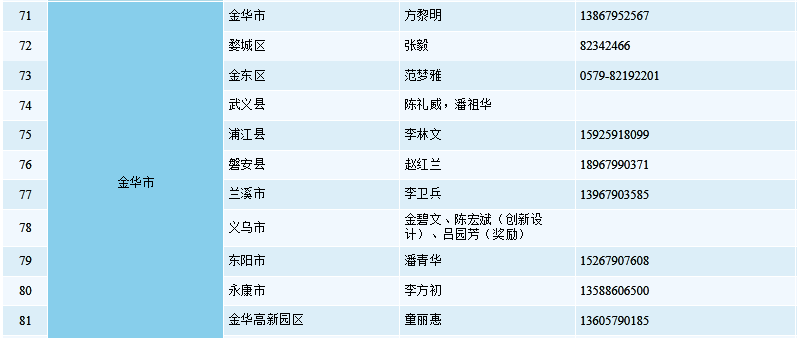 71 金华市 方黎明 13867952567
72 婺城区 张毅 82342466
73 金东区 范梦雅 0579-82192201
74 武义县 陈礼威，潘祖华
75 浦江县 李林文 15925918099
76 磐安县 赵红兰 18967990371
金华市
77 兰溪市 李卫兵 13967903585
78 义乌市 金碧文、陈宏斌（创新设
计）、吕园芳（奖励）
79 东阳市 潘青华 15267907608
80 永康市 李方初 13588606500
81 金华高新园区 童丽惠 13605790185